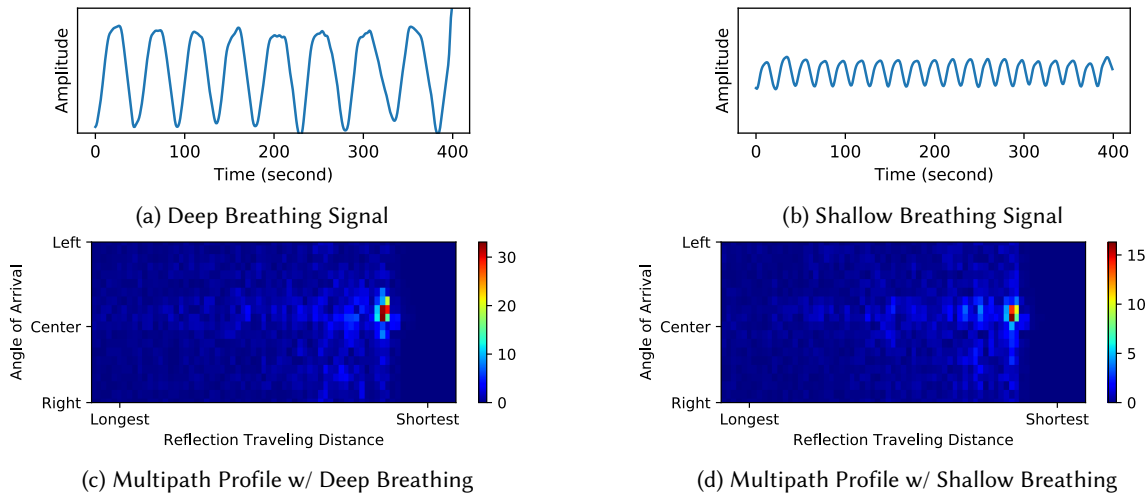 Amplitude
0 100 200 300 400
Time (second)
(a) Deep Breathing Signal
Amplitude
0 100 200 300 400
Time (second)
(b) Shallow Breathing Signal
Angle of Arrival
Left
Center
Right
Longest Shortest
Reflection Traveling Distance
30
20
10
0
(c) Multipath Profile w/ Deep Breathing
Angle of Arrival
Left
Center
Right
Longest Shortest
Reflection Traveling Distance
15
10
5
0
(d) Multipath Profile w/ Shallow Breathing